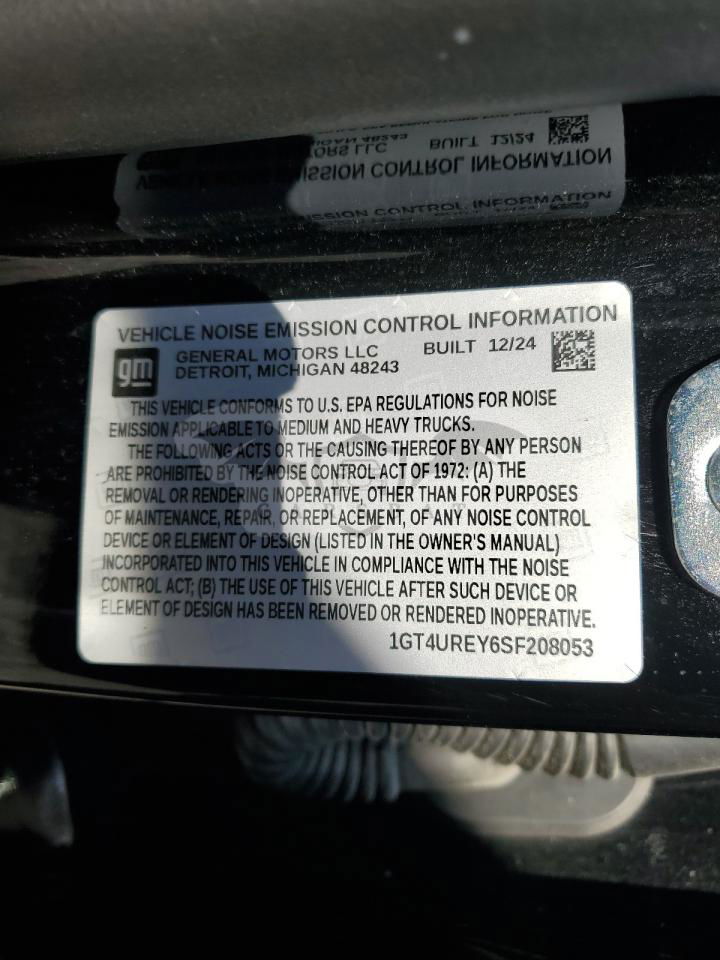 VEHICLE NOISE EMISSION CONTROL INFORMATION
gm
GENERAL MOTORS LLC
DETROIT, MICHIGAN 48243
BUILT 12/24
THIS VEHICLE CONFORMS TO U.S. EPA REGULATIONS FOR NOISE
EMISSION APPLICABLE TO MEDIUM AND HEAVY TRUCKS.
THE FOLLOWING ACTS OR THE CAUSING THEREOF BY ANY PERSON
ARE PROHIBITED BY THE NOISE CONTROL ACT OF 1972: (A) THE
REMOVAL OR RENDERING INOPERATIVE, OTHER THAN FOR PURPOSES
OF MAINTENANCE, REPAIR, OR REPLACEMENT, OF ANY NOISE CONTROL
DEVICE OR ELEMENT OF DESIGN (LISTED IN THE OWNER'S MANUAL)
INCORPORATED INTO THIS VEHICLE IN COMPLIANCE WITH THE NOISE
CONTROL ACT; (B) THE USE OF THIS VEHICLE AFTER SUCH DEVICE OR
ELEMENT OF DESIGN HAS BEEN REMOVED OR RENDERED INOPERATIVE.
1GT4UREY6SF208053